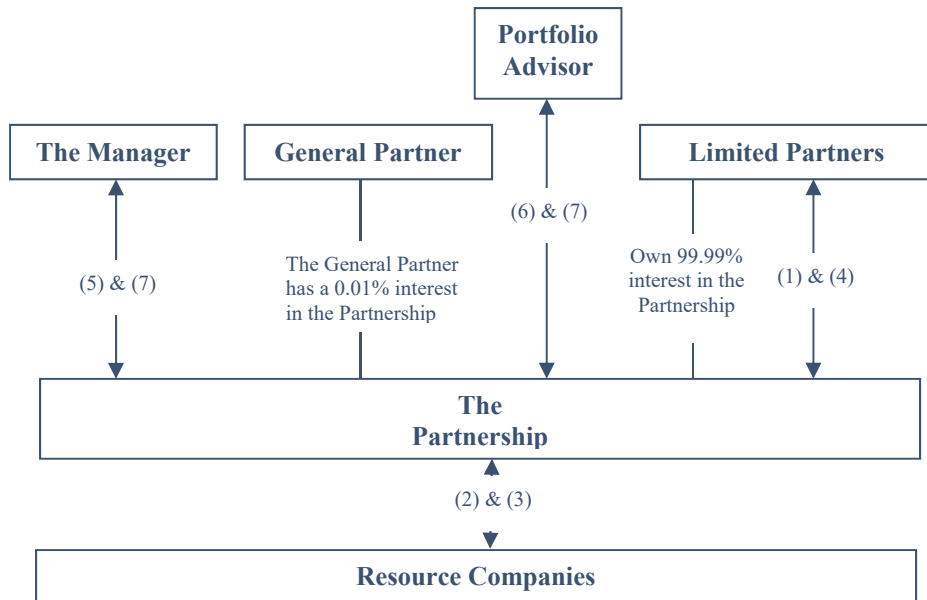 Portfolio
Advisor
The Manager
General Partner
Limited Partners
(6) & (7)
The General Partner
has a 0.01% interest
in the Partnership
Own 99.99%
interest in the
Partnership
(5) & (7)
(1) & (4)
The
Partnership
(2) & (3)
Resource Companies